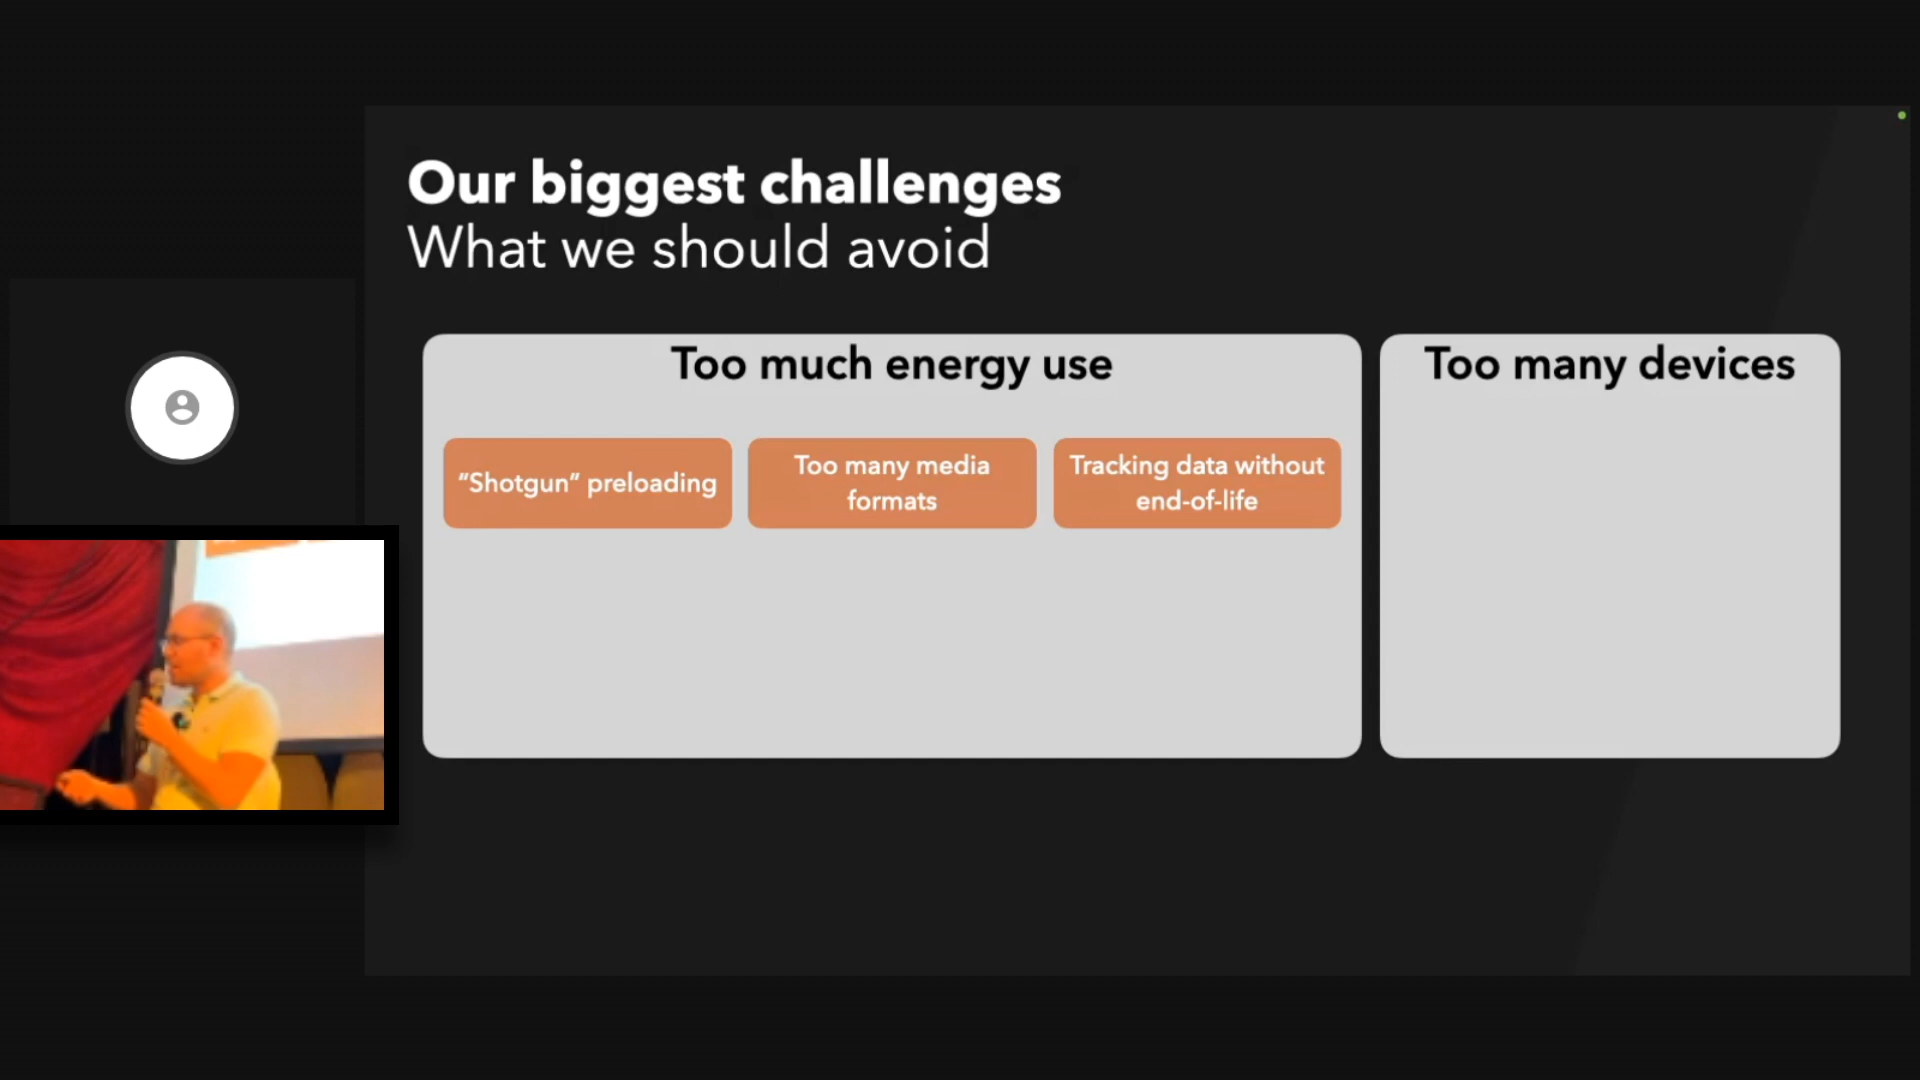 Our biggest challenges
What we should avoid
Too much energy use
“Shotgun” preloading
Too many media
formats
Tracking data without
end-of-life
Too many devices